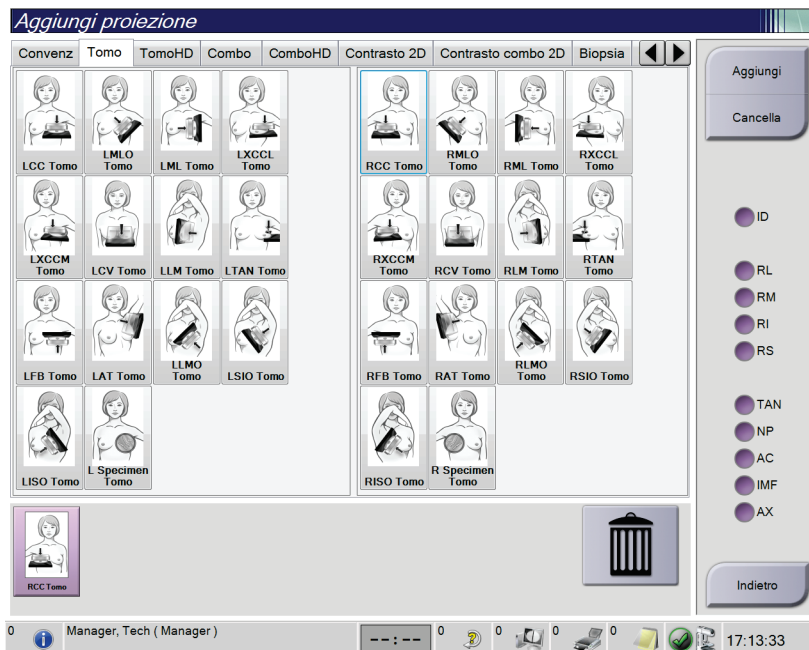 Aggiungi proiezione
Convenz Tomo TomoHD Combo ComboHD Contrasto 2D Contrasto combo 2D Biopsia
LCC Tomo
LMLO
Tomo
LML Tomo
LXCCL
Tomo
LXCCM
Tomo
LCV Tomo
LLM Tomo
LTAN Tomo
LFB Tomo
LAT Tomo
LLMO
Tomo
LSIO Tomo
LISO Tomo
L Specimen
Tomo
RCC Tomo
RMLO
Tomo
RML Tomo
RXCCL
Tomo
RXCCM
Tomo
RCV Tomo
RLM Tomo
RTAN
Tomo
RFB Tomo
RAT Tomo
RLMO
Tomo
RSIO Tomo
RISO Tomo
R Specimen
Tomo
Aggiungi
Cancella
ID
RL
RM
RI
RS
TAN
NP
AC
IMF
AX
Indietro
RCC Tomo
0 Manager, Tech ( Manager ) --:-- 0 0 0 0 17:13:33